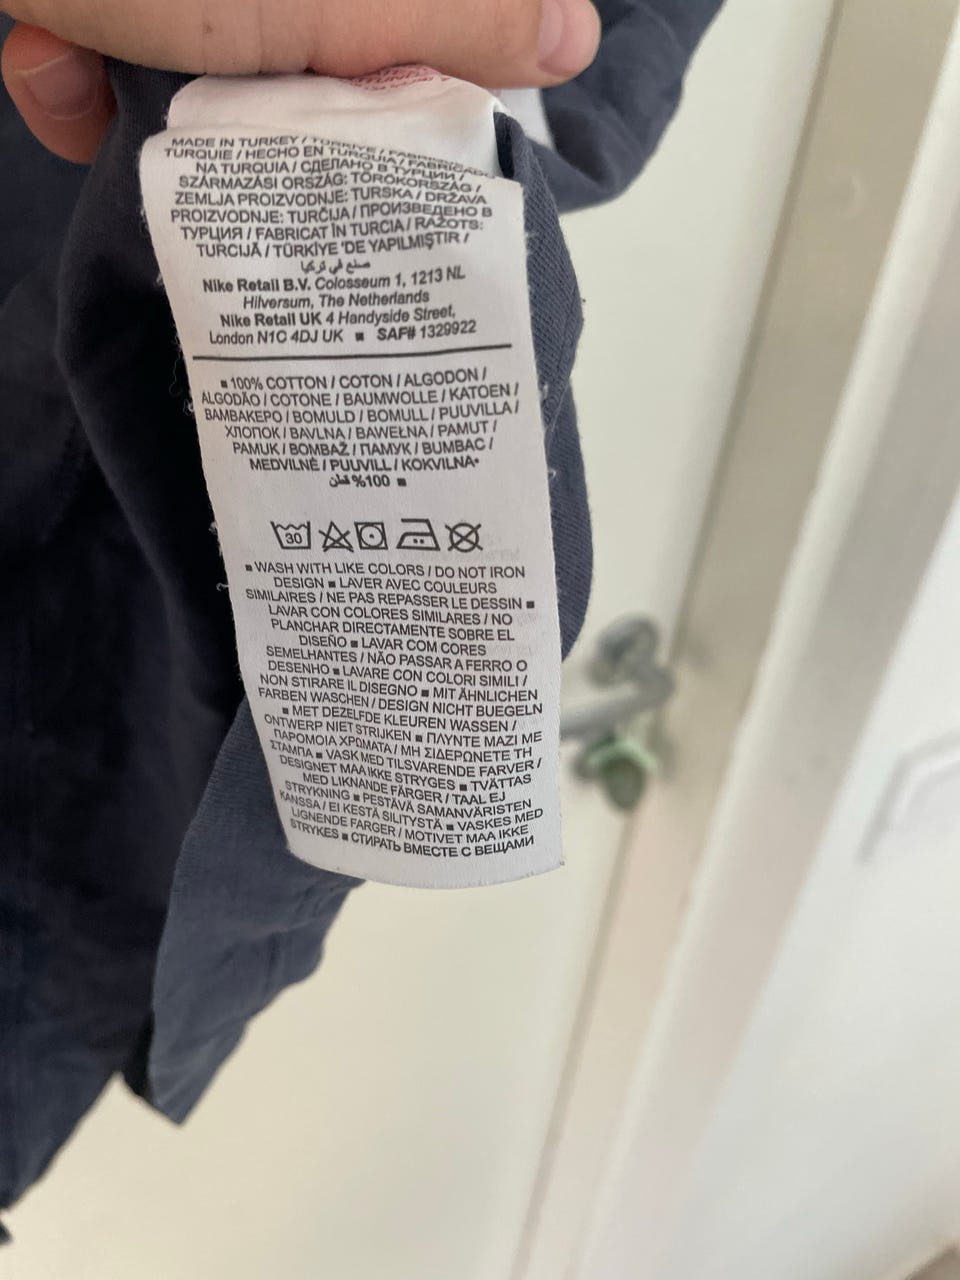 MADE IN TURKEY /
TURQUIE / HECHO EN TURQUIA / FABRICADO
NA TURQUIA / СДЕЛАНО В ТУРЦИИ /
SZÁRMAZÁSI ORSZÁG: TÖRÖKORSZÁG /
ZEMLJA PROIZVODNJE: TURSKA / DRŽAVA
PROIZVODNJE: TURČIJA / ПРОИЗВЕДЕНО В
ТУРЦИЯ / FABRICAT ÎN TURCIA / RAŽOTS:
TURCIJĀ / TÜRKİYE 'DE YAPILMIŞTIR /
صنع في تركيا
Nike Retail B.V. Colosseum 1, 1213 NL
Hilversum, The Netherlands
Nike Retail UK 4 Handyside Street,
London N1C 4DJ UK ■ SAF# 1329922
■ 100% COTTON / COTON / ALGODON /
ALGODÃO / COTONE / BAUMWOLLE / KATOEN /
ΒΑΜΒΑΚΕΡΟ / BOMULD / BOMULL / PUUVILLA /
ХЛОПОК / BAVLNA / BAWEŁNA / PAMUT /
PAMUK / BOMBAŽ / ПАМУК / BUMBAC /
MEDVILNĖ / PUUVILL / KOKVILNA•
قطن %100 ■
30
■ WASH WITH LIKE COLORS / DO NOT IRON
DESIGN ■ LAVER AVEC COULEURS
SIMILAIRES / NE PAS REPASSER LE DESSIN ■
LAVAR CON COLORES SIMILARES / NO
PLANCHAR DIRECTAMENTE SOBRE EL
DISEÑO ■ LAVAR COM CORES
SEMELHANTES / NÃO PASSAR A FERRO O
DESENHO ■ LAVARE CON COLORI SIMILI /
NON STIRARE IL DISEGNO ■ MIT ÄHNLICHEN
FARBEN WASCHEN / DESIGN NICHT BUEGELN
■ MET DEZELFDE KLEUREN WASSEN /
ONTWERP NIET STRIJKEN ■ ΠΛΥΝΤΕ ΜΑΖΙ ΜΕ
ΠΑΡΟΜΟΙΑ ΧΡΩΜΑΤΑ / ΜΗ ΣΙΔΕΡΩΝΕΤΕ ΤΗ
ΣΤΑΜΠΑ ■ VASK MED TILSVARENDE FARVER /
DESIGNET MAA IKKE STRYGES ■ TVÄTTAS
MED LIKNANDE FÄRGER / TAAL EJ
STRYKNING ■ PESTÄVÄ SAMANVÄRISTEN
KANSSA / EI KESTÄ SILITYSTÄ ■ VASKES MED
LIGNENDE FARGER / MOTIVET MAA IKKE
STRYKES ■ СТИРАТЬ ВМЕСТЕ С ВЕЩАМИ